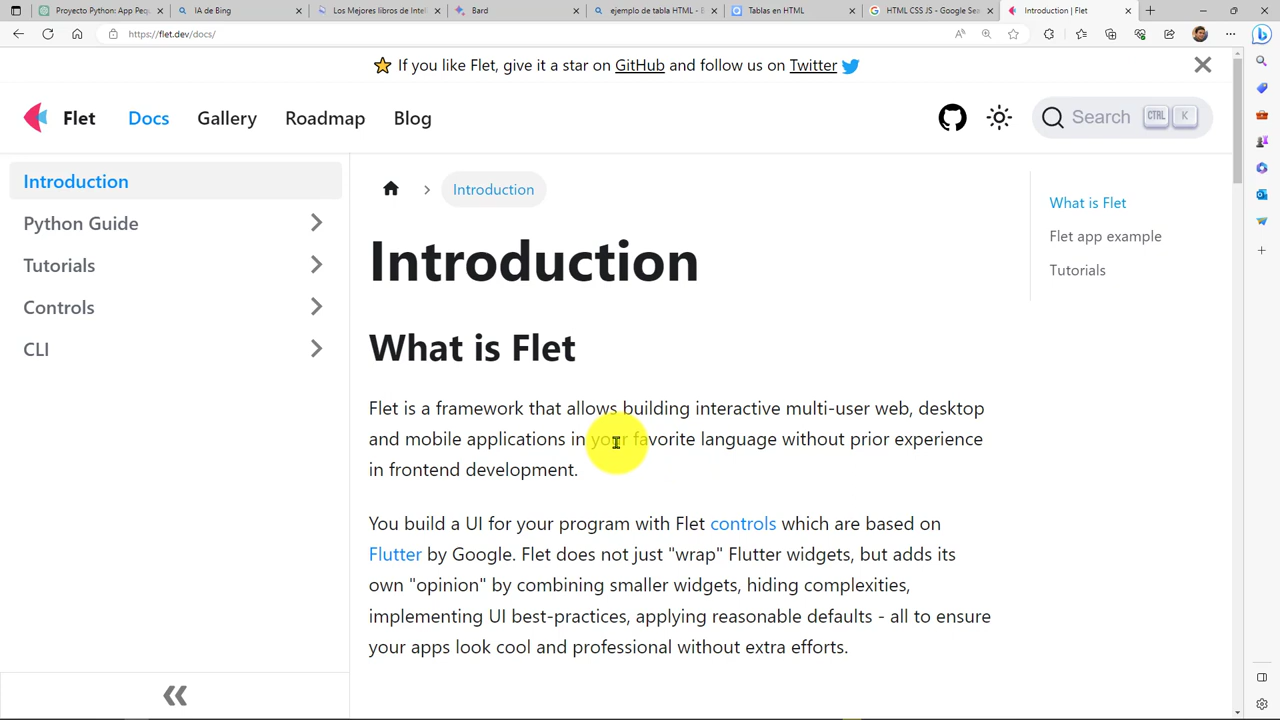 Proyecto Python: App Peq
IA de Bing
Los Mejores libros de Intel
Bard
ejemplo de tabla HTML - B
Tablas en HTML
HTML CSS JS - Google Sea
Introduction | Flet
https://flet.dev/docs/
⭐ If you like Flet, give it a star on GitHub and follow us on Twitter
Flet Docs Gallery Roadmap Blog Search CTRL K
Introduction
Python Guide
Tutorials
Controls
CLI
Introduction
Introduction
What is Flet
Flet is a framework that allows building interactive multi-user web, desktop
and mobile applications in your favorite language without prior experience
in frontend development.
You build a UI for your program with Flet controls which are based on
Flutter by Google. Flet does not just "wrap" Flutter widgets, but adds its
own "opinion" by combining smaller widgets, hiding complexities,
implementing UI best-practices, applying reasonable defaults - all to ensure
your apps look cool and professional without extra efforts.
What is Flet
Flet app example
Tutorials